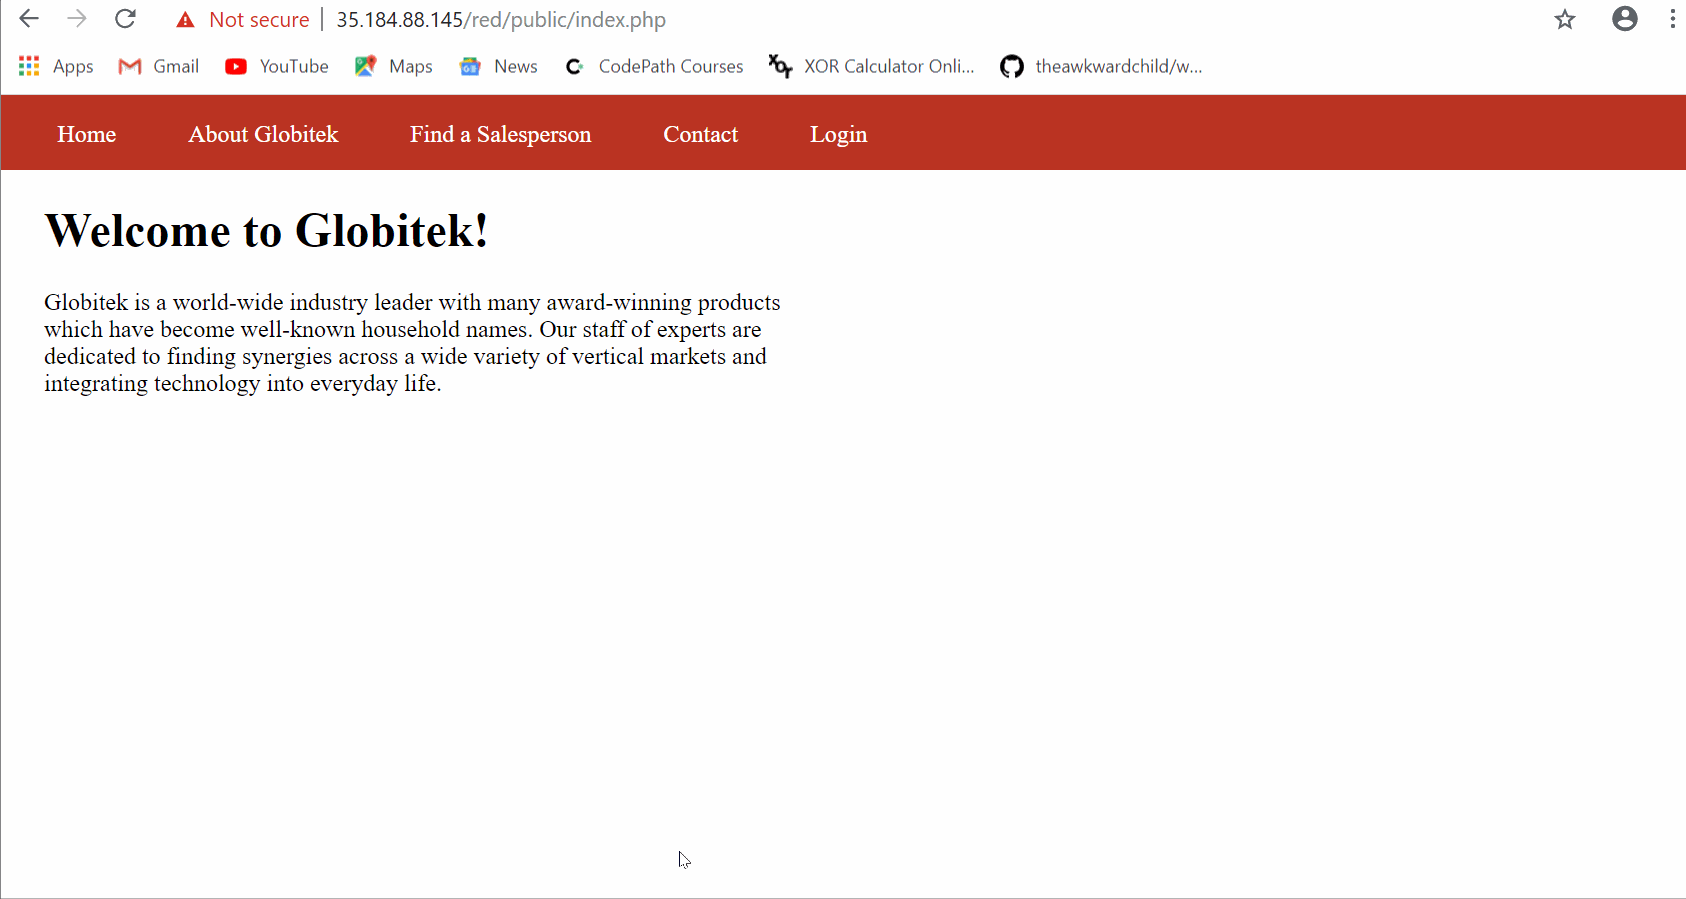 Not secure | 35.184.88.145/red/public/index.php
Apps Gmail YouTube Maps News CodePath Courses XOR Calculator Onli... theawkwardchild/w...
Home About Globitek Find a Salesperson Contact Login
Welcome to Globitek!
Globitek is a world-wide industry leader with many award-winning products
which have become well-known household names. Our staff of experts are
dedicated to finding synergies across a wide variety of vertical markets and
integrating technology into everyday life.